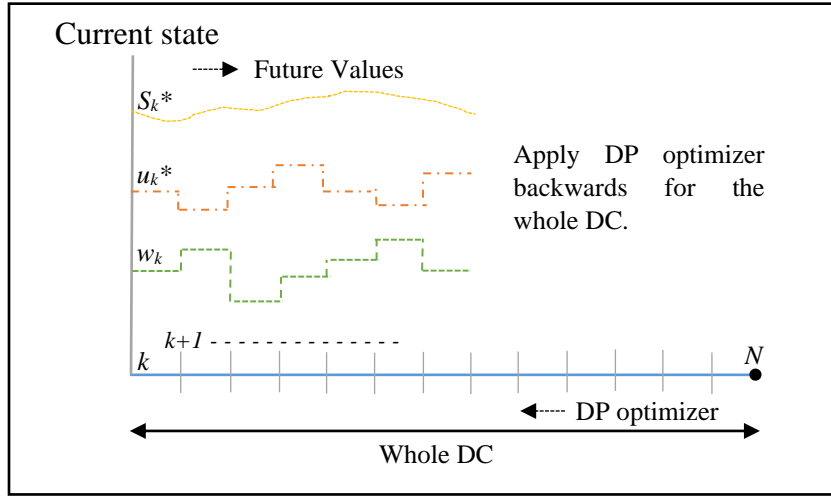 Current state
Future Values
Sk*
uk*
Apply DP optimizer
backwards for the
whole DC.
wk
k+1
k
N
DP optimizer
Whole DC